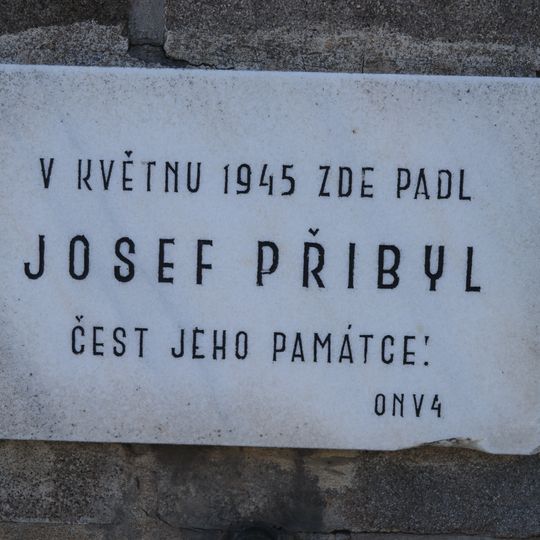 V KVĚTNU 1945 ZDE PADL
JOSEF PŘIBYL
ČEST JEHO PAMÁTCE!
ONV4